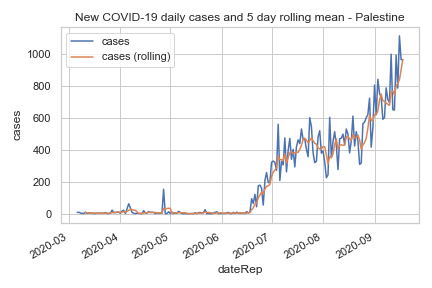 New COVID-19 daily cases and 5 day rolling mean - Palestine
cases
cases (rolling)
1000
800
600
400
200
0
cases
2020-03
2020-04
2020-05
2020-06
2020-07
2020-08
2020-09
dateRep